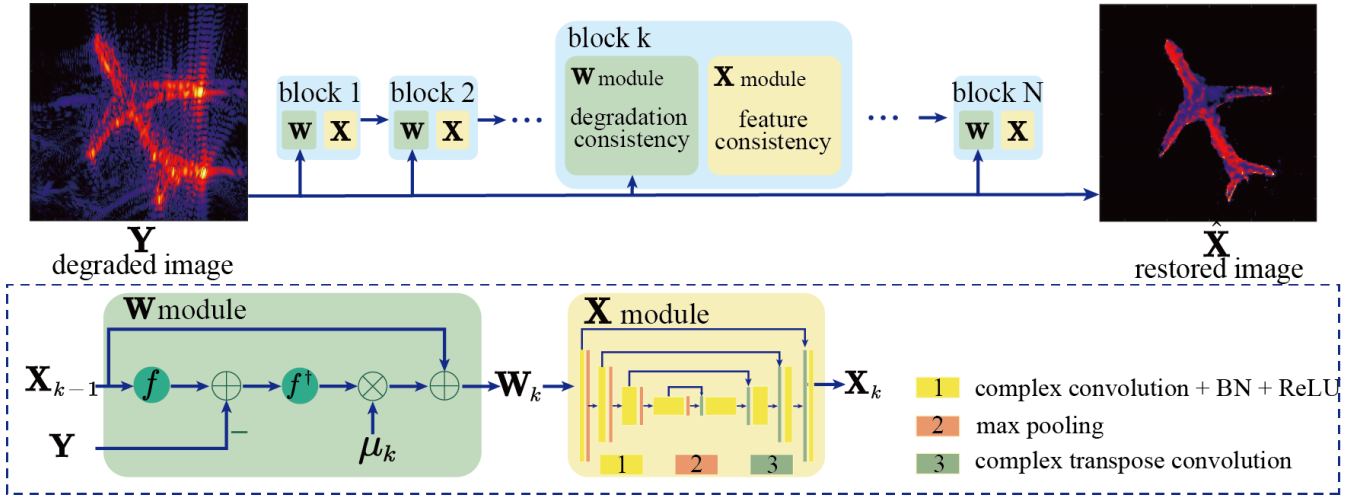 block 1
W X
block 2
W X
...
block k
W module
degradation
consistency
X module
feature
consistency
...
block N
W X
Y
degraded image
X̂
restored image
W module
X module
X_{k−1}
f
f†
Y
−
μ_k
W_k
X_k
1
2
3
1 complex convolution + BN + ReLU
2 max pooling
3 complex transpose convolution